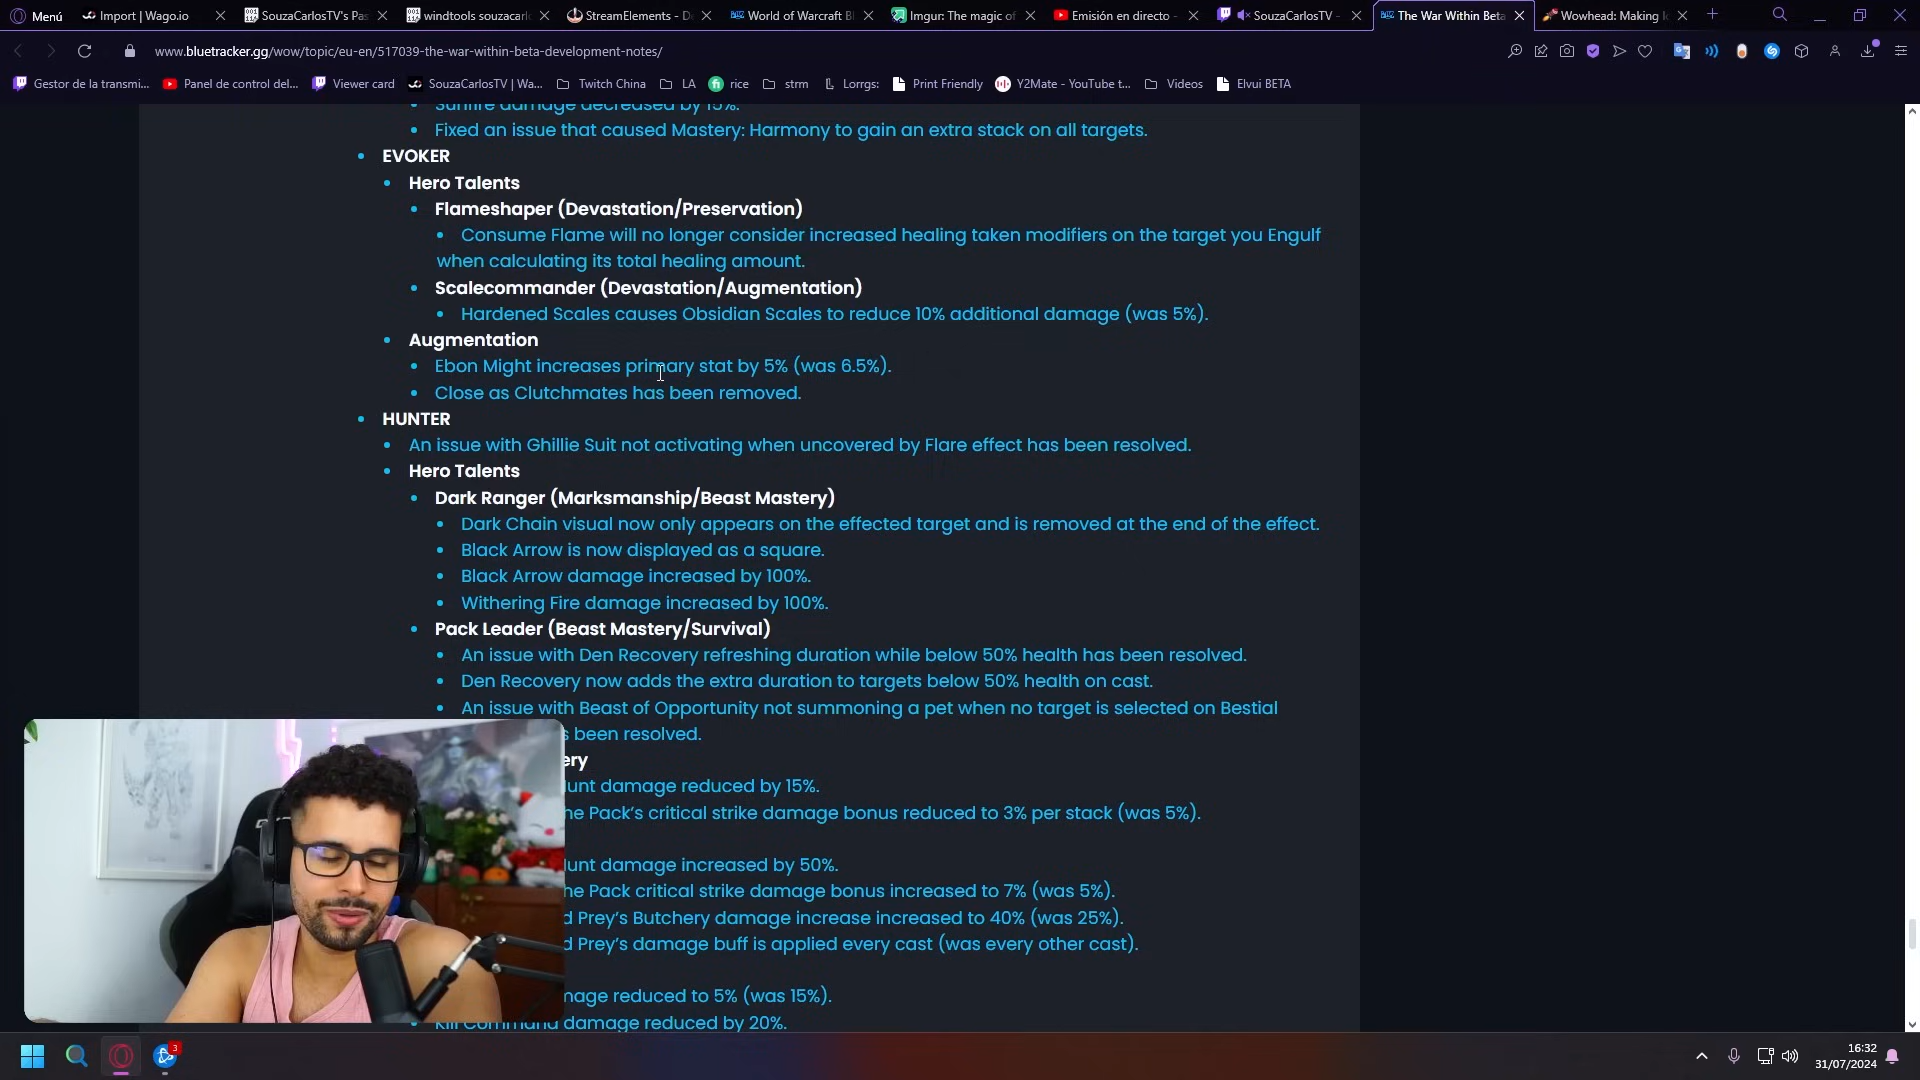 Menú
Import | Wago.io
SouzaCarlosTV's Pas
windtools souzacarl
StreamElements - De
World of Warcraft Bl
Imgur: The magic of
Emisión en directo -
SouzaCarlosTV -
The War Within Beta
Wowhead: Making
www.bluetracker.gg/wow/topic/eu-en/517039-the-war-within-beta-development-notes/
Gestor de la transmi...
Panel de control del...
Viewer card
SouzaCarlosTV | Wa...
Twitch China
LA
rice
strm
Lorrgs:
Print Friendly
Y2Mate - YouTube t...
Videos
Elvui BETA
Sunfire damage decreased by 15%.
Fixed an issue that caused Mastery: Harmony to gain an extra stack on all targets.
EVOKER
Hero Talents
Flameshaper (Devastation/Preservation)
Consume Flame will no longer consider increased healing taken modifiers on the target you Engulf
when calculating its total healing amount.
Scalecommander (Devastation/Augmentation)
Hardened Scales causes Obsidian Scales to reduce 10% additional damage (was 5%).
Augmentation
Ebon Might increases primary stat by 5% (was 6.5%).
Close as Clutchmates has been removed.
HUNTER
An issue with Ghillie Suit not activating when uncovered by Flare effect has been resolved.
Hero Talents
Dark Ranger (Marksmanship/Beast Mastery)
Dark Chain visual now only appears on the effected target and is removed at the end of the effect.
Black Arrow is now displayed as a square.
Black Arrow damage increased by 100%.
Withering Fire damage increased by 100%.
Pack Leader (Beast Mastery/Survival)
An issue with Den Recovery refreshing duration while below 50% health has been resolved.
Den Recovery now adds the extra duration to targets below 50% health on cast.
An issue with Beast of Opportunity not summoning a pet when no target is selected on Bestial
s been resolved.
ery
unt damage reduced by 15%.
he Pack's critical strike damage bonus reduced to 3% per stack (was 5%).
unt damage increased by 50%.
he Pack critical strike damage bonus increased to 7% (was 5%).
d Prey's Butchery damage increase increased to 40% (was 25%).
d Prey's damage buff is applied every cast (was every other cast).
mage reduced to 5% (was 15%).
Kill Command damage reduced by 20%.
3
16:32
31/07/2024